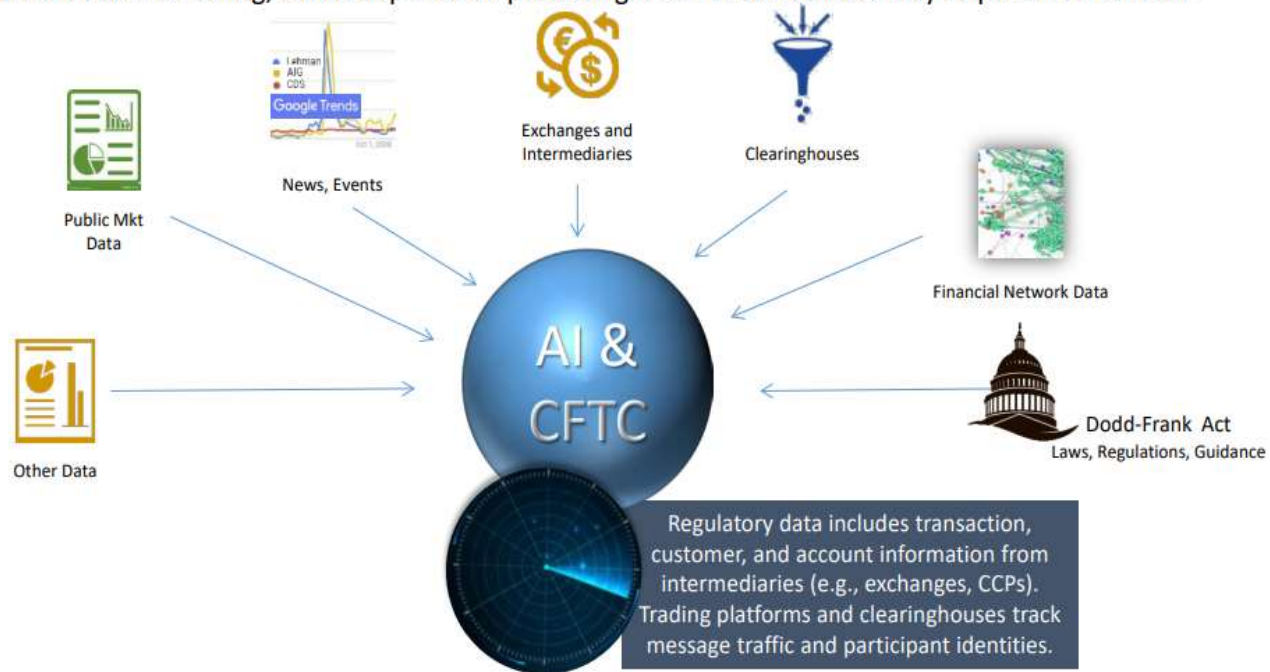 Lehman
AIG
CDS
Google Trends
News, Events
Exchanges and
Intermediaries
Clearinghouses
Public Mkt
Data
Financial Network Data
AI &
CFTC
Dodd-Frank Act
Laws, Regulations, Guidance
Other Data
Regulatory data includes transaction,
customer, and account information from
intermediaries (e.g., exchanges, CCPs).
Trading platforms and clearinghouses track
message traffic and participant identities.